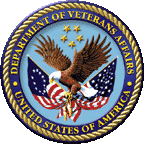 DEPARTMENT OF VETERANS AFFAIRS
UNITED STATES OF AMERICA